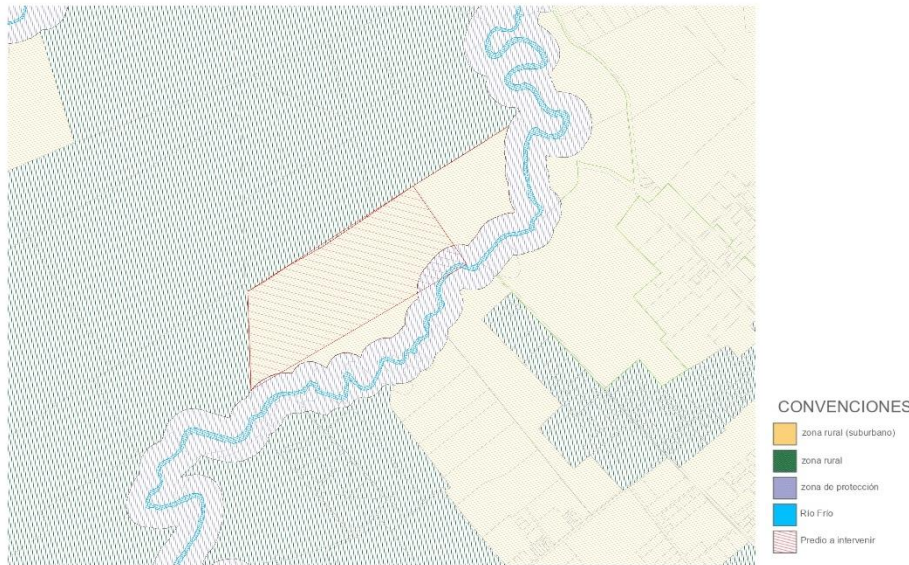 CONVENCIONES
zona rural (suburbano)
zona rural
zona de protección
Río Frío
Predio a intervenir